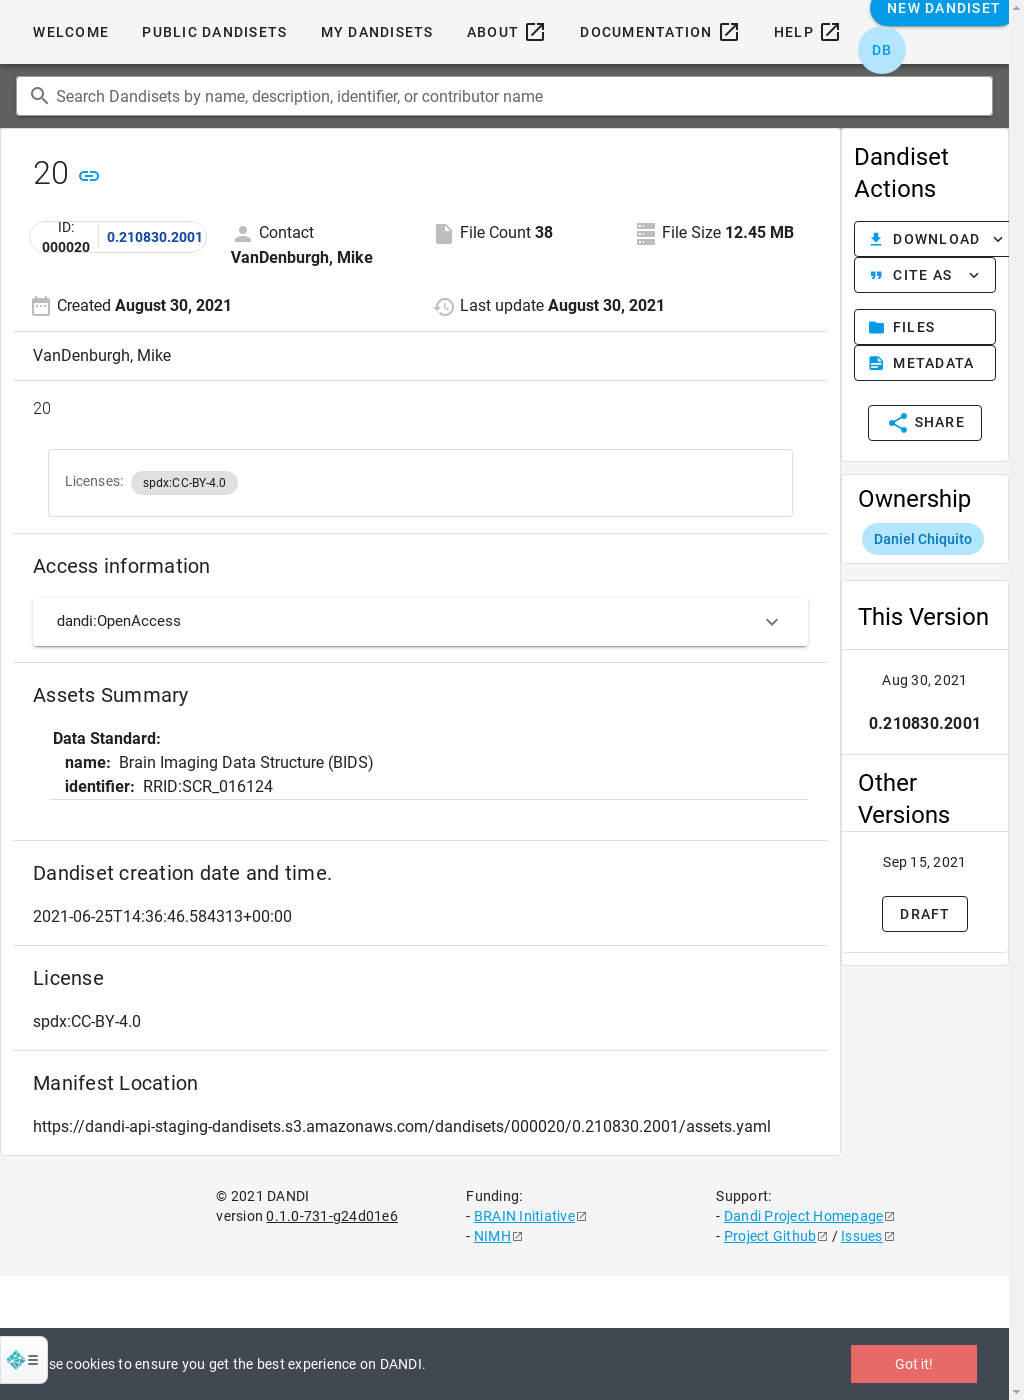 WELCOME PUBLIC DANDISETS MY DANDISETS ABOUT DOCUMENTATION HELP NEW DANDISET
DB
Search Dandisets by name, description, identifier, or contributor name
20
ID: 000020 0.210830.2001
Contact VanDenburgh, Mike
File Count 38
File Size 12.45 MB
Created August 30, 2021
Last update August 30, 2021
VanDenburgh, Mike
20
Licenses: spdx:CC-BY-4.0
Access information
dandi:OpenAccess
Assets Summary
Data Standard:
name: Brain Imaging Data Structure (BIDS)
identifier: RRID:SCR_016124
Dandiset creation date and time.
2021-06-25T14:36:46.584313+00:00
License
spdx:CC-BY-4.0
Manifest Location
https://dandi-api-staging-dandisets.s3.amazonaws.com/dandisets/000020/0.210830.2001/assets.yaml
Dandiset
Actions
DOWNLOAD
CITE AS
FILES
METADATA
SHARE
Ownership
Daniel Chiquito
This Version
Aug 30, 2021
0.210830.2001
Other
Versions
Sep 15, 2021
DRAFT
© 2021 DANDI
version 0.1.0-731-g24d01e6
Funding:
- BRAIN Initiative
- NIMH
Support:
- Dandi Project Homepage
- Project Github / Issues
se cookies to ensure you get the best experience on DANDI.
Got it!